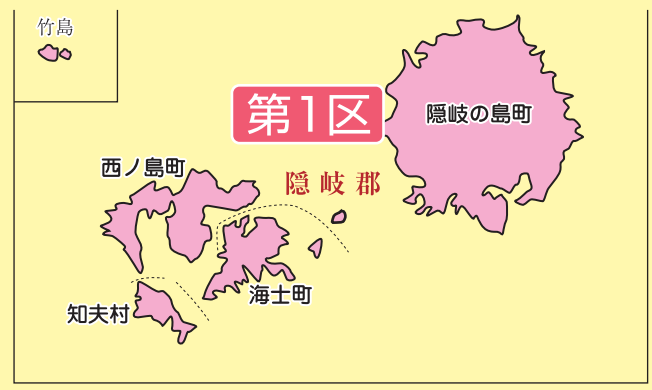 竹島
第1区
隠岐の島町
西ノ島町
隠岐郡
海士町
知夫村